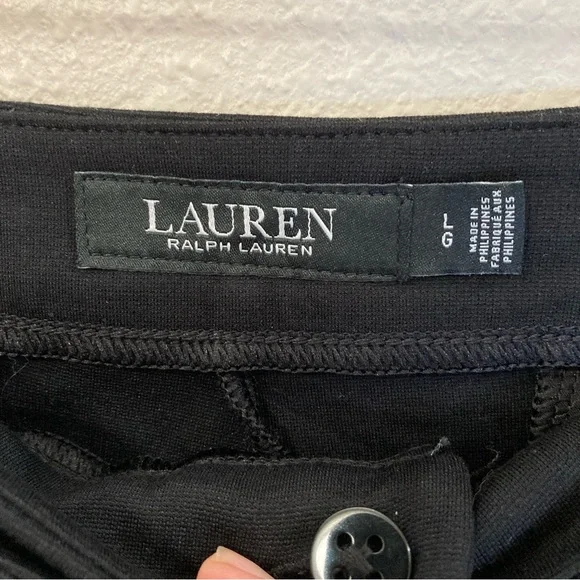 LAUREN
RALPH LAUREN
L
G
MADE IN
PHILIPPINES
FABRIQUÉ AUX
PHILIPPINES